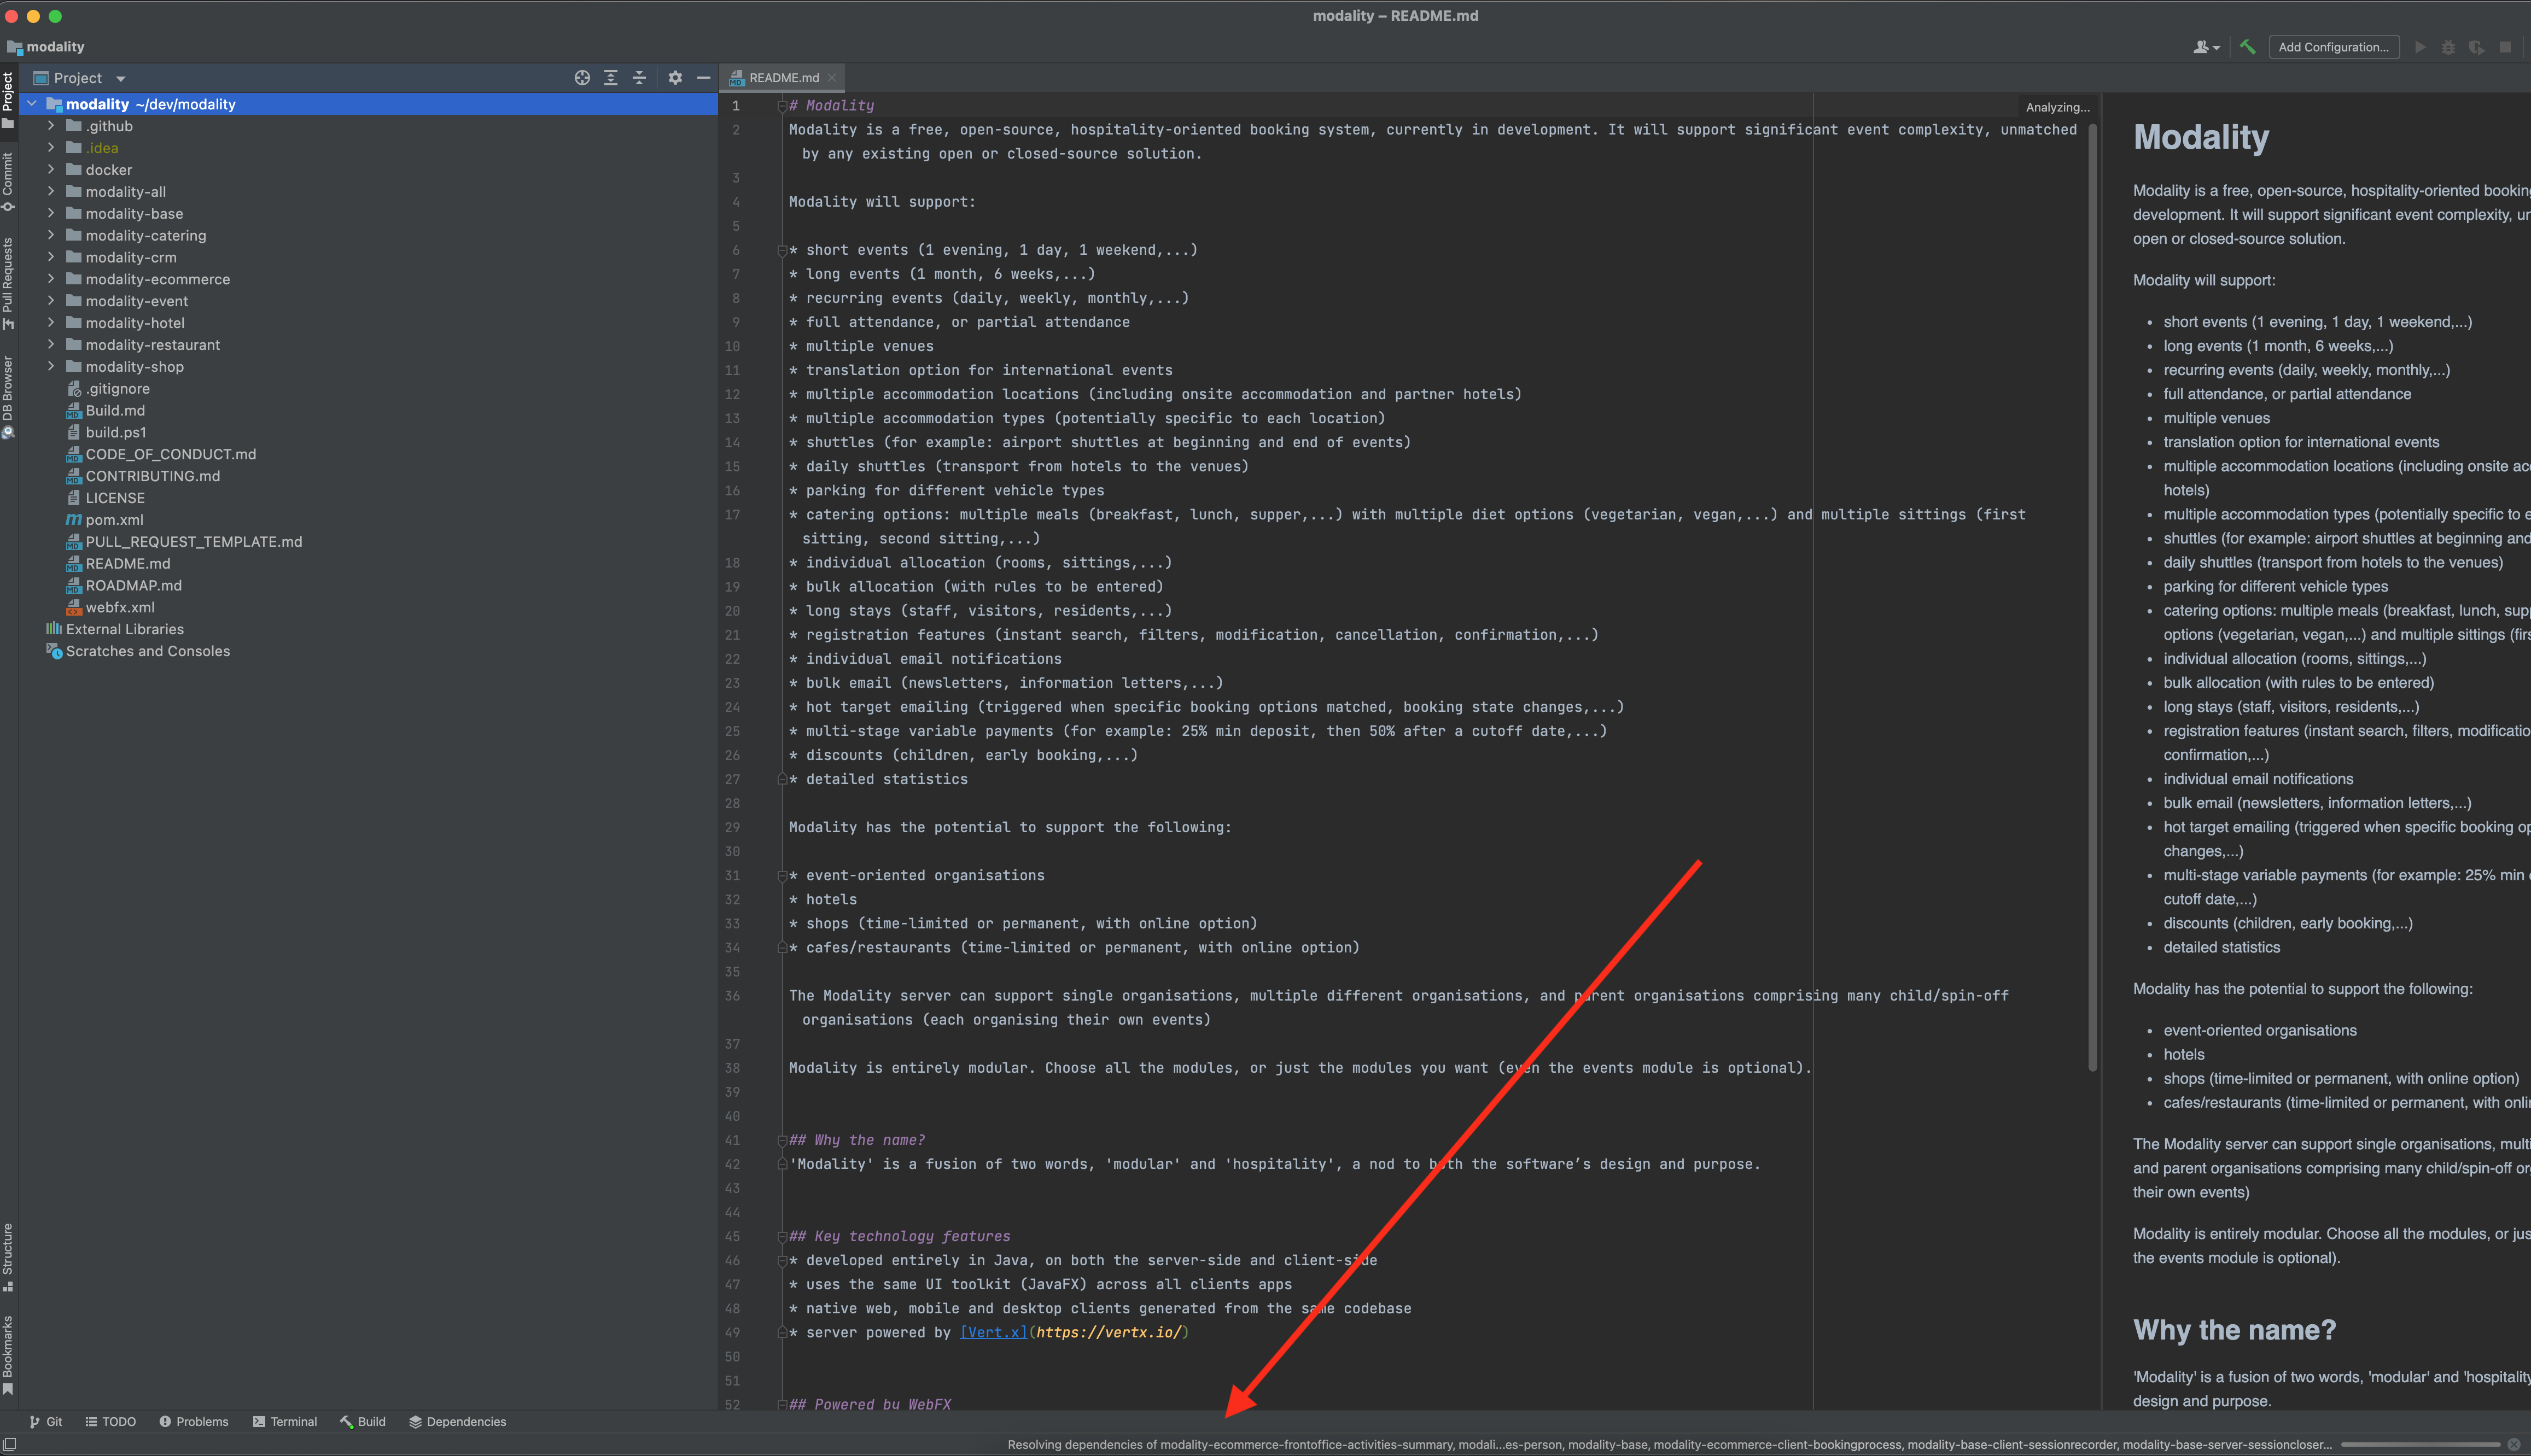 modality – README.md
modality
Add Configuration...
Project
Commit
Pull Requests
DB Browser
Structure
Bookmarks
Project
modality ~/dev/modality
.github
.idea
docker
modality-all
modality-base
modality-catering
modality-crm
modality-ecommerce
modality-event
modality-hotel
modality-restaurant
modality-shop
.gitignore
Build.md
build.ps1
CODE_OF_CONDUCT.md
CONTRIBUTING.md
LICENSE
pom.xml
PULL_REQUEST_TEMPLATE.md
README.md
ROADMAP.md
webfx.xml
External Libraries
Scratches and Consoles
README.md
Analyzing...
1 # Modality
2 Modality is a free, open-source, hospitality-oriented booking system, currently in development. It will support significant event complexity, unmatched
by any existing open or closed-source solution.
3
4 Modality will support:
5
6 * short events (1 evening, 1 day, 1 weekend,...)
7 * long events (1 month, 6 weeks,...)
8 * recurring events (daily, weekly, monthly,...)
9 * full attendance, or partial attendance
10 * multiple venues
11 * translation option for international events
12 * multiple accommodation locations (including onsite accommodation and partner hotels)
13 * multiple accommodation types (potentially specific to each location)
14 * shuttles (for example: airport shuttles at beginning and end of events)
15 * daily shuttles (transport from hotels to the venues)
16 * parking for different vehicle types
17 * catering options: multiple meals (breakfast, lunch, supper,...) with multiple diet options (vegetarian, vegan,...) and multiple sittings (first
sitting, second sitting,...)
18 * individual allocation (rooms, sittings,...)
19 * bulk allocation (with rules to be entered)
20 * long stays (staff, visitors, residents,...)
21 * registration features (instant search, filters, modification, cancellation, confirmation,...)
22 * individual email notifications
23 * bulk email (newsletters, information letters,...)
24 * hot target emailing (triggered when specific booking options matched, booking state changes,...)
25 * multi-stage variable payments (for example: 25% min deposit, then 50% after a cutoff date,...)
26 * discounts (children, early booking,...)
27 * detailed statistics
28
29 Modality has the potential to support the following:
30
31 * event-oriented organisations
32 * hotels
33 * shops (time-limited or permanent, with online option)
34 * cafes/restaurants (time-limited or permanent, with online option)
35
36 The Modality server can support single organisations, multiple different organisations, and parent organisations comprising many child/spin-off
organisations (each organising their own events)
37
38 Modality is entirely modular. Choose all the modules, or just the modules you want (even the events module is optional).
39
40
41 ## Why the name?
42 'Modality' is a fusion of two words, 'modular' and 'hospitality', a nod to both the software’s design and purpose.
43
44
45 ## Key technology features
46 * developed entirely in Java, on both the server-side and client-side
47 * uses the same UI toolkit (JavaFX) across all clients apps
48 * native web, mobile and desktop clients generated from the same codebase
49 * server powered by [Vert.x](https://vertx.io/)
50
51
52 ## Powered by WebFX
Modality
Modality is a free, open-source, hospitality-oriented booking
development. It will support significant event complexity, un
open or closed-source solution.
Modality will support:
• short events (1 evening, 1 day, 1 weekend,...)
• long events (1 month, 6 weeks,...)
• recurring events (daily, weekly, monthly,...)
• full attendance, or partial attendance
• multiple venues
• translation option for international events
• multiple accommodation locations (including onsite acc
hotels)
• multiple accommodation types (potentially specific to e
• shuttles (for example: airport shuttles at beginning and
• daily shuttles (transport from hotels to the venues)
• parking for different vehicle types
• catering options: multiple meals (breakfast, lunch, supp
options (vegetarian, vegan,...) and multiple sittings (firs
• individual allocation (rooms, sittings,...)
• bulk allocation (with rules to be entered)
• long stays (staff, visitors, residents,...)
• registration features (instant search, filters, modificatio
confirmation,...)
• individual email notifications
• bulk email (newsletters, information letters,...)
• hot target emailing (triggered when specific booking op
changes,...)
• multi-stage variable payments (for example: 25% min d
cutoff date,...)
• discounts (children, early booking,...)
• detailed statistics
Modality has the potential to support the following:
• event-oriented organisations
• hotels
• shops (time-limited or permanent, with online option)
• cafes/restaurants (time-limited or permanent, with onlin
The Modality server can support single organisations, multi
and parent organisations comprising many child/spin-off or
their own events)
Modality is entirely modular. Choose all the modules, or jus
the events module is optional).
Why the name?
'Modality' is a fusion of two words, 'modular' and 'hospitality
design and purpose.
Git
TODO
Problems
Terminal
Build
Dependencies
Resolving dependencies of modality-ecommerce-frontoffice-activities-summary, modali...es-person, modality-base, modality-ecommerce-client-bookingprocess, modality-base-client-sessionrecorder, modality-base-server-sessioncloser...